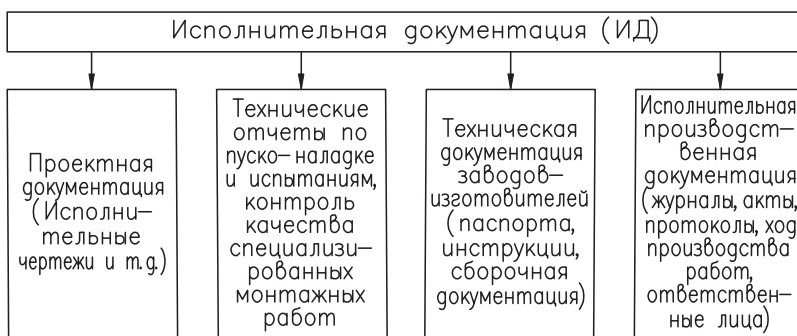 Исполнительная документация (ИД)
Проектная
документация
(Исполни-
тельные
чертежи и т.д.)
Технические
отчеты по
пуско-наладке
и испытаниям,
контроль
качества
специализи-
рованных
монтажных
работ
Техническая
документация
заводов-
изготовителей
(паспорта,
инструкции,
сборочная
документация)
Исполнительная
производст-
венная
документация
(журналы, акты,
протоколы, ход
производства
работ,
ответствен-
ные лица)